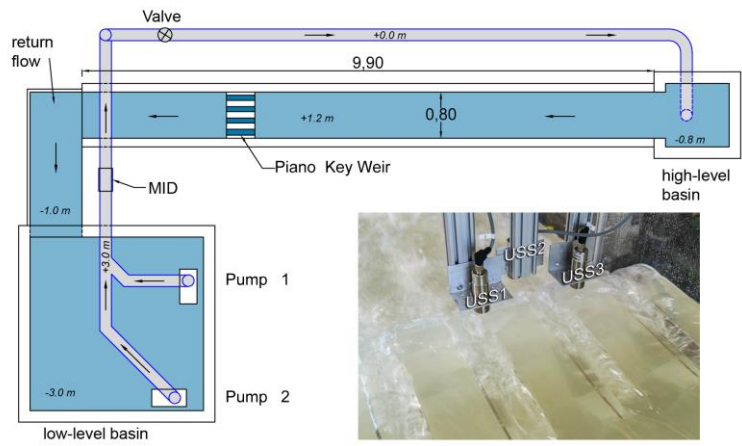 Valve
return
flow
+0.0 m
9,90
+1.2 m
0,80
-0.8 m
Piano Key Weir
high-level
basin
MID
-1.0 m
+3.0 m
Pump 1
Pump 2
-3.0 m
low-level basin
USS1
USS2
USS3